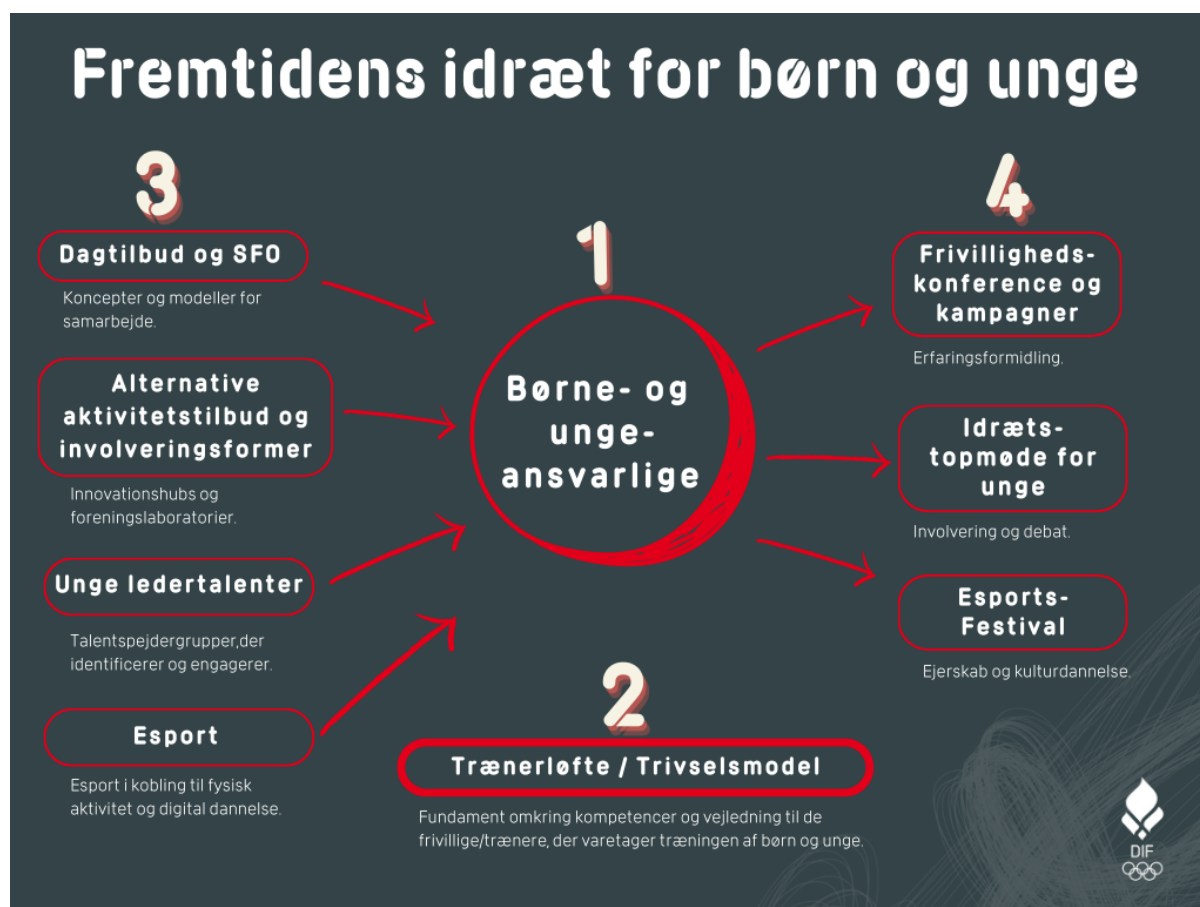 Fremtidens idræt for børn og unge
3
Dagtilbud og SFO
Koncepter og modeller for
samarbejde.
Alternative
aktivitetstilbud og
involveringsformer
Innovationshubs og
foreningslaboratorier.
Unge ledertalenter
Talentspejdergrupper,der
identificerer og engagerer.
Esport
Esport i kobling til fysisk
aktivitet og digital dannelse.
1
Børne- og
unge-
ansvarlige
2
Trænerløfte / Trivselsmodel
Fundament omkring kompetencer og vejledning til de
frivillige/trænere, der varetager træningen af børn og unge.
4
Frivilligheds-
konference og
kampagner
Erfaringsformidling.
Idræts-
topmøde for
unge
Involvering og debat.
Esports-
Festival
Ejerskab og kulturdannelse.
DIF